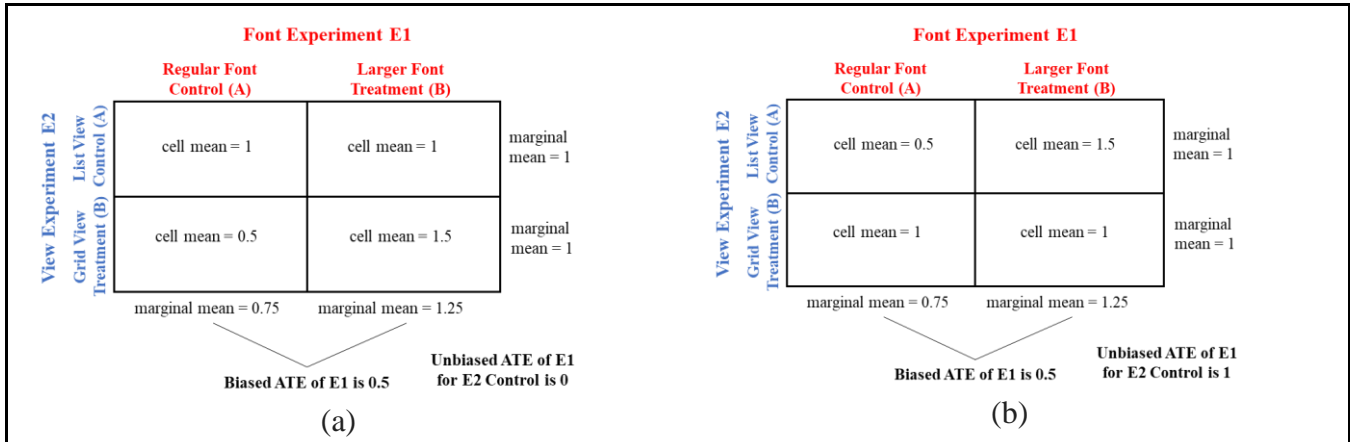 Font Experiment E1
Regular Font
Control (A)
Larger Font
Treatment (B)
View Experiment E2
List View
Control (A)
Grid View
Treatment (B)
cell mean = 1
cell mean = 1
marginal
mean = 1
cell mean = 0.5
cell mean = 1.5
marginal
mean = 1
marginal mean = 0.75
marginal mean = 1.25
Biased ATE of E1 is 0.5
Unbiased ATE of E1
for E2 Control is 0
(a)
Font Experiment E1
Regular Font
Control (A)
Larger Font
Treatment (B)
View Experiment E2
List View
Control (A)
Grid View
Treatment (B)
cell mean = 0.5
cell mean = 1.5
marginal
mean = 1
cell mean = 1
cell mean = 1
marginal
mean = 1
marginal mean = 0.75
marginal mean = 1.25
Biased ATE of E1 is 0.5
Unbiased ATE of E1
for E2 Control is 1
(b)